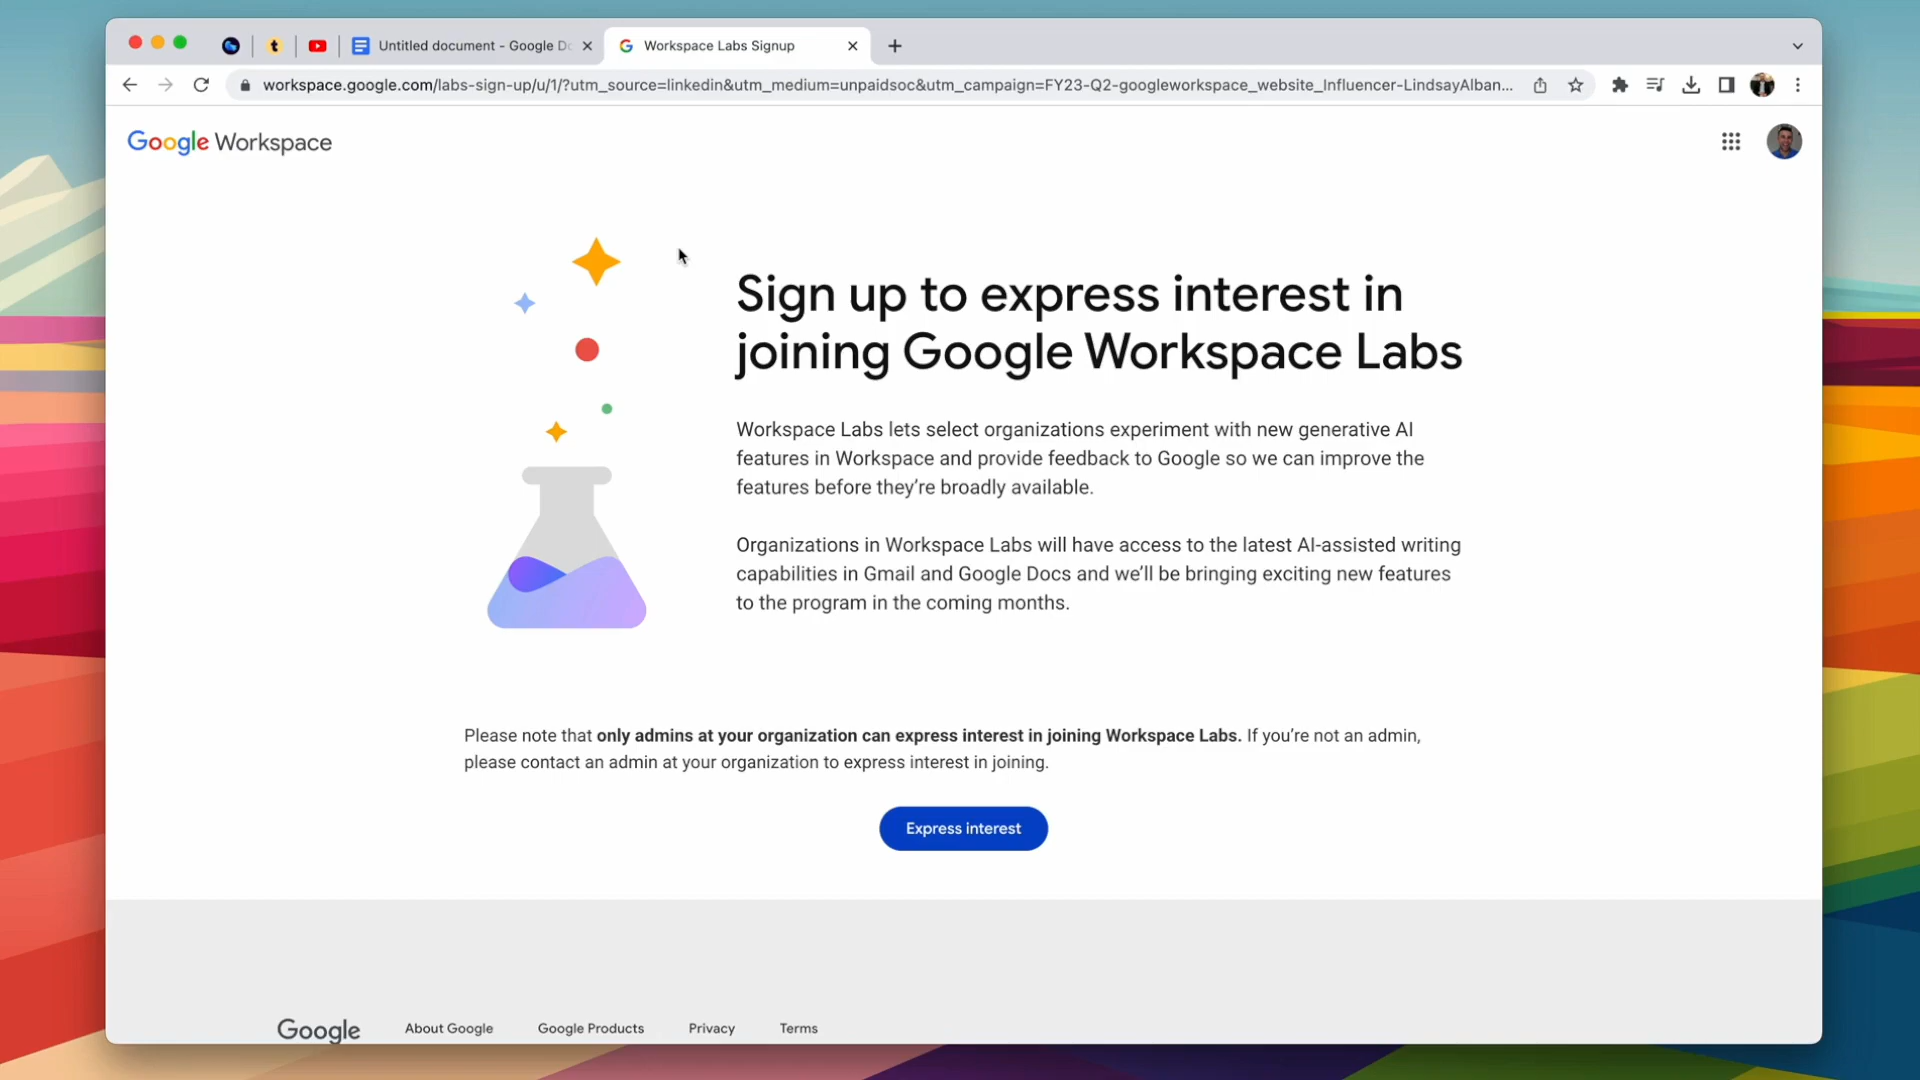 Untitled document - Google Do
Workspace Labs Signup
workspace.google.com/labs-sign-up/u/1/?utm_source=linkedin&utm_medium=unpaidsoc&utm_campaign=FY23-Q2-googleworkspace_website_Influencer-LindsayAlban...
Google Workspace
Sign up to express interest in
joining Google Workspace Labs
Workspace Labs lets select organizations experiment with new generative AI
features in Workspace and provide feedback to Google so we can improve the
features before they’re broadly available.
Organizations in Workspace Labs will have access to the latest AI-assisted writing
capabilities in Gmail and Google Docs and we’ll be bringing exciting new features
to the program in the coming months.
Please note that only admins at your organization can express interest in joining Workspace Labs. If you’re not an admin,
please contact an admin at your organization to express interest in joining.
Express interest
Google About Google Google Products Privacy Terms